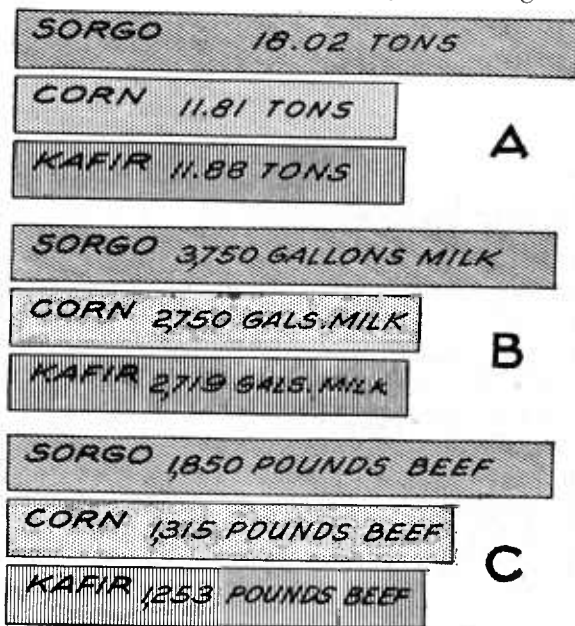 SORGO 18.02 TONS
CORN 11.81 TONS
KAFIR 11.88 TONS
A
SORGO 3,750 GALLONS MILK
CORN 2,750 GALS. MILK
KAFIR 2,719 GALS. MILK
B
SORGO 1,850 POUNDS BEEF
CORN 1,315 POUNDS BEEF
KAFIR 1,253 POUNDS BEEF
C